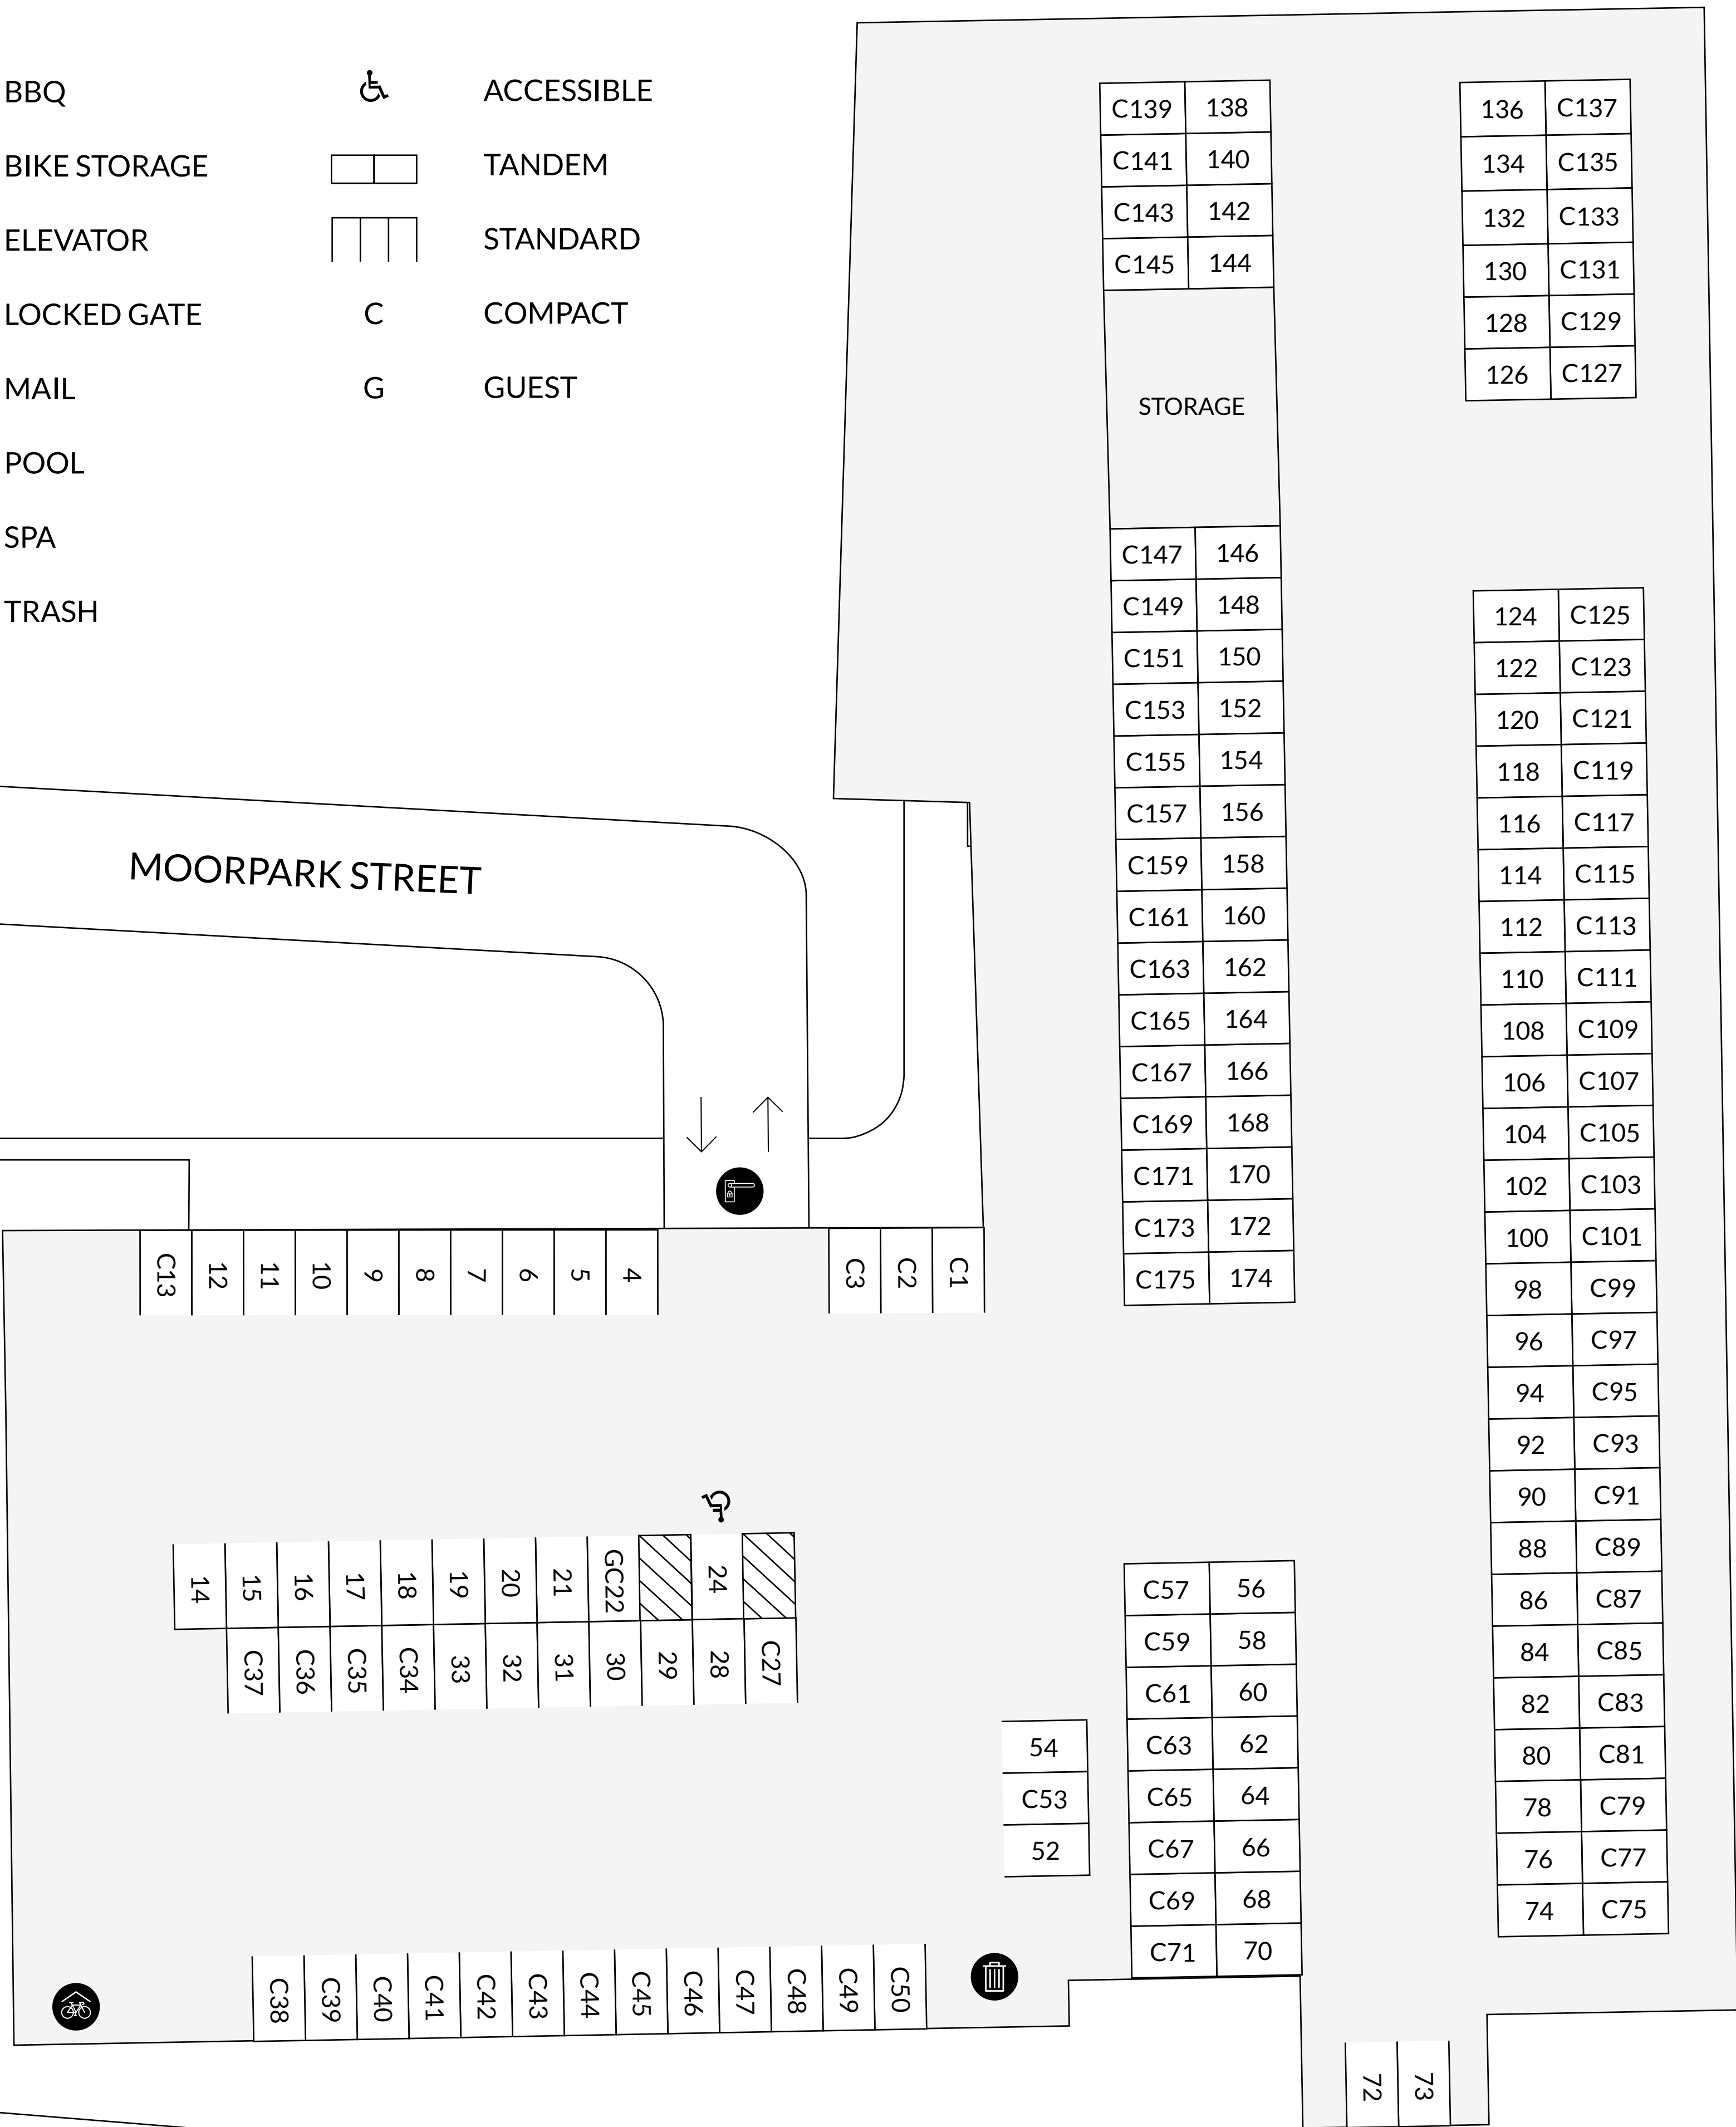 BBQ
BIKE STORAGE
ELEVATOR
LOCKED GATE
MAIL
POOL
SPA
TRASH
ACCESSIBLE
TANDEM
STANDARD
C COMPACT
G GUEST
MOORPARK STREET
C139 138
C141 140
C143 142
C145 144
STORAGE
C147 146
C149 148
C151 150
C153 152
C155 154
C157 156
C159 158
C161 160
C163 162
C165 164
C167 166
C169 168
C171 170
C173 172
C175 174
136 C137
134 C135
132 C133
130 C131
128 C129
126 C127
124 C125
122 C123
120 C121
118 C119
116 C117
114 C115
112 C113
110 C111
108 C109
106 C107
104 C105
102 C103
100 C101
98 C99
96 C97
94 C95
92 C93
90 C91
88 C89
86 C87
84 C85
82 C83
80 C81
78 C79
76 C77
74 C75
C13 12 11 10 9 8 7 6 5 4
C3 C2 C1
14 15 16 17 18 19 20 21 GC22 24
C37 C36 C35 C34 33 32 31 30 29 28 C27
54
C53
52
C57 56
C59 58
C61 60
C63 62
C65 64
C67 66
C69 68
C71 70
C38 C39 C40 C41 C42 C43 C44 C45 C46 C47 C48 C49 C50
72 73